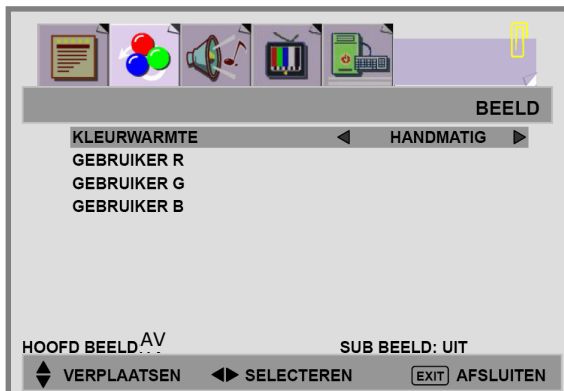 BEELD
KLEURWARMTE HANDMATIG
GEBRUIKER R
GEBRUIKER G
GEBRUIKER B
HOOFD BEELD AV SUB BEELD: UIT
VERPLAATSEN SELECTEREN EXIT AFSLUITEN